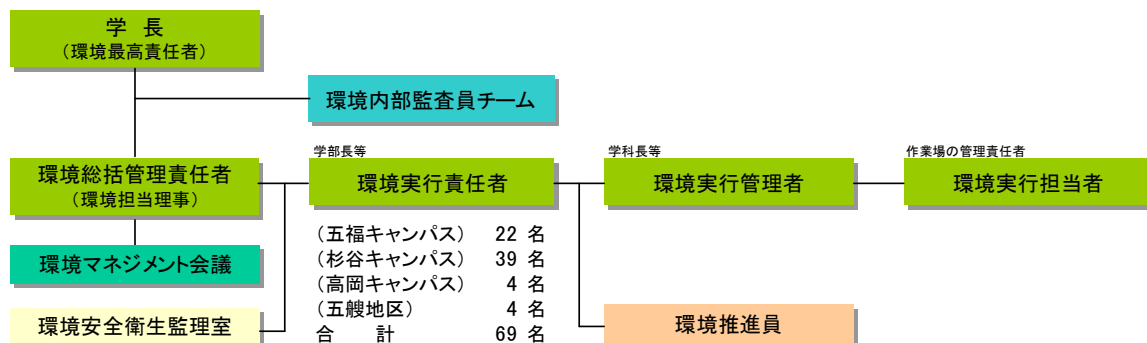 学 長
(環境最高責任者)
環境内部監査員チーム
環境総括管理責任者
(環境担当理事)
学部長等
環境実行責任者
学科長等
環境実行管理者
作業場の管理責任者
環境実行担当者
環境マネジメント会議
環境安全衛生監理室
(五福キャンパス) 22 名
(杉谷キャンパス) 39 名
(高岡キャンパス) 4 名
(五艘地区) 4 名
合 計 69 名
環境推進員